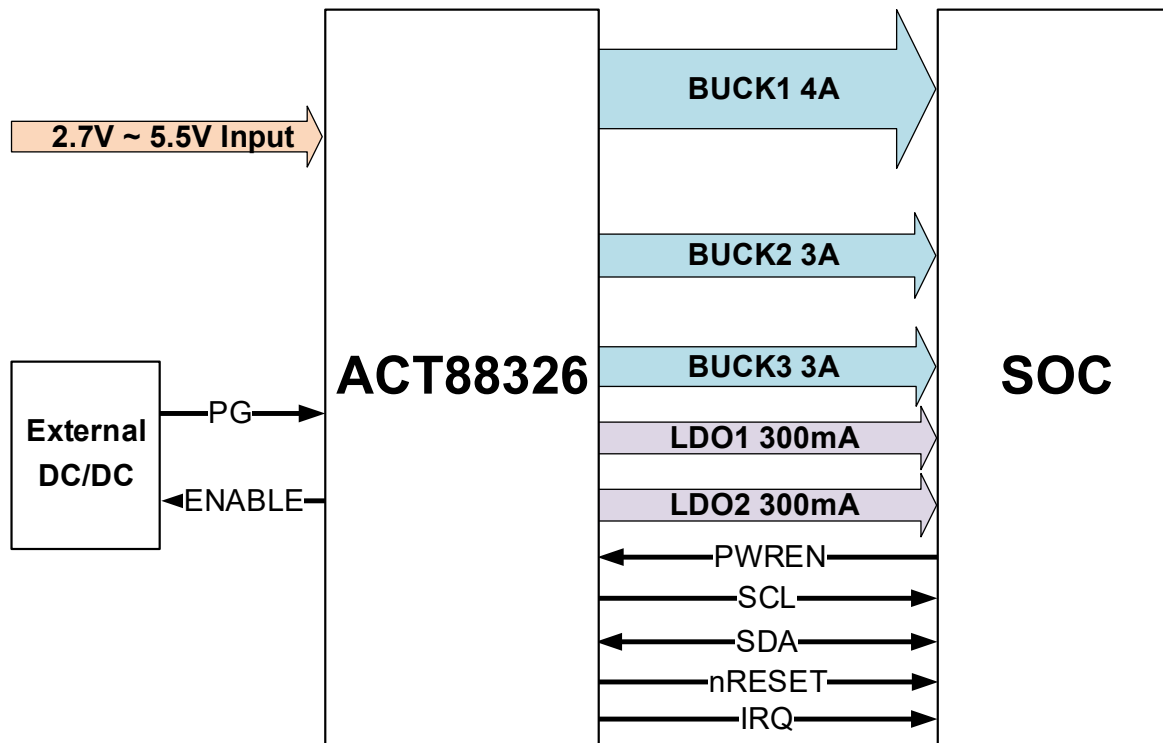 2.7V ~ 5.5V Input
External
DC/DC
PG
ENABLE
ACT88326
BUCK1 4A
BUCK2 3A
BUCK3 3A
LDO1 300mA
LDO2 300mA
PWREN
SCL
SDA
nRESET
IRQ
SOC